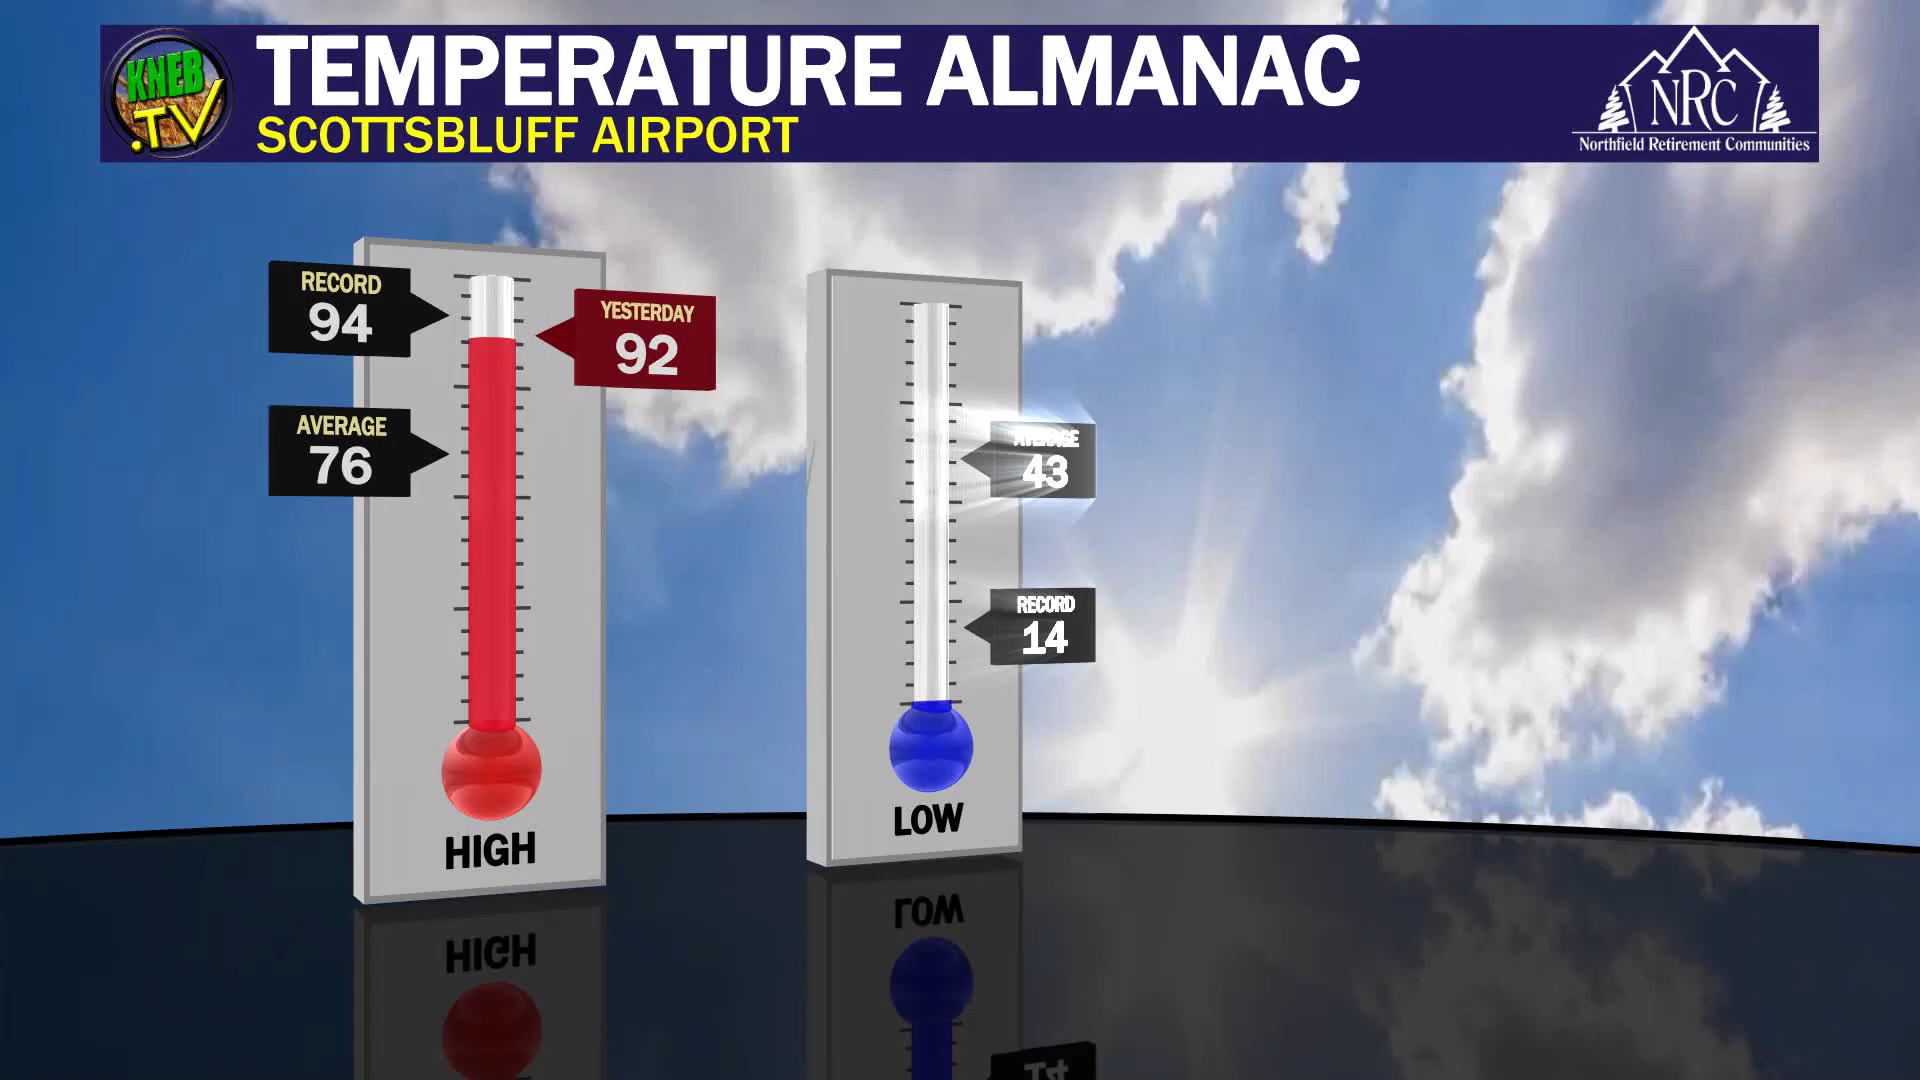 KNEB
.TV
TEMPERATURE ALMANAC
SCOTTSBLUFF AIRPORT
NRC
Northfield Retirement Communities
RECORD
94
YESTERDAY
92
AVERAGE
76
HIGH
AVERAGE
43
RECORD
14
LOW